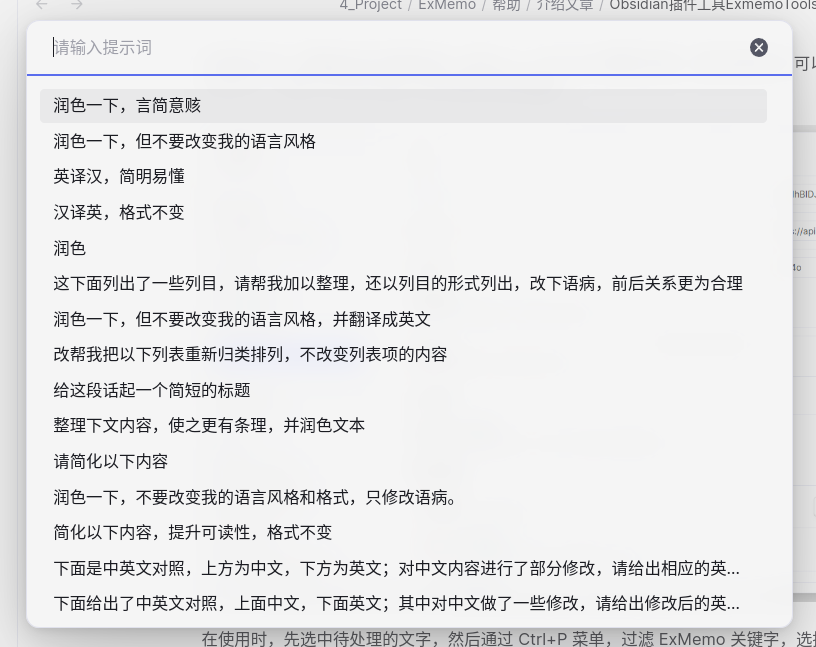 4_Project / ExMemo / 帮助 / 介绍文章 / Obsidian插件工具ExmemoTools
请输入提示词
可以
润色一下，言简意赅
润色一下，但不要改变我的语言风格
英译汉，简明易懂
汉译英，格式不变
润色
这下面列出了一些列目，请帮我加以整理，还以列目的形式列出，改下语病，前后关系更为合理
润色一下，但不要改变我的语言风格，并翻译成英文
改帮我把以下列表重新归类排列，不改变列表项的内容
给这段话起一个简短的标题
整理下文内容，使之更有条理，并润色文本
请简化以下内容
润色一下，不要改变我的语言风格和格式，只修改语病。
简化以下内容，提升可读性，格式不变
下面是中英文对照，上方为中文，下方为英文；对中文内容进行了部分修改，请给出相应的英...
下面给出了中英文对照，上面中文，下面英文；其中对中文做了一些修改，请给出修改后的英...
在使用时，先选中待处理的文字，然后通过 Ctrl+P 菜单，过滤 ExMemo 关键字，选择